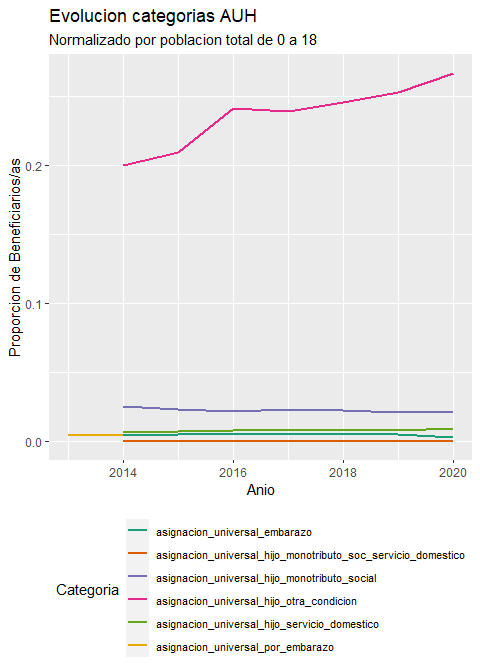 Evolucion categorias AUH
Normalizado por poblacion total de 0 a 18
Proporcion de Beneficiarios/as
0.2
0.1
0.0
2014
2016
2018
2020
Anio
Categoria
asignacion_universal_embarazo
asignacion_universal_hijo_monotributo_soc_servicio_domestico
asignacion_universal_hijo_monotributo_social
asignacion_universal_hijo_otra_condicion
asignacion_universal_hijo_servicio_domestico
asignacion_universal_por_embarazo